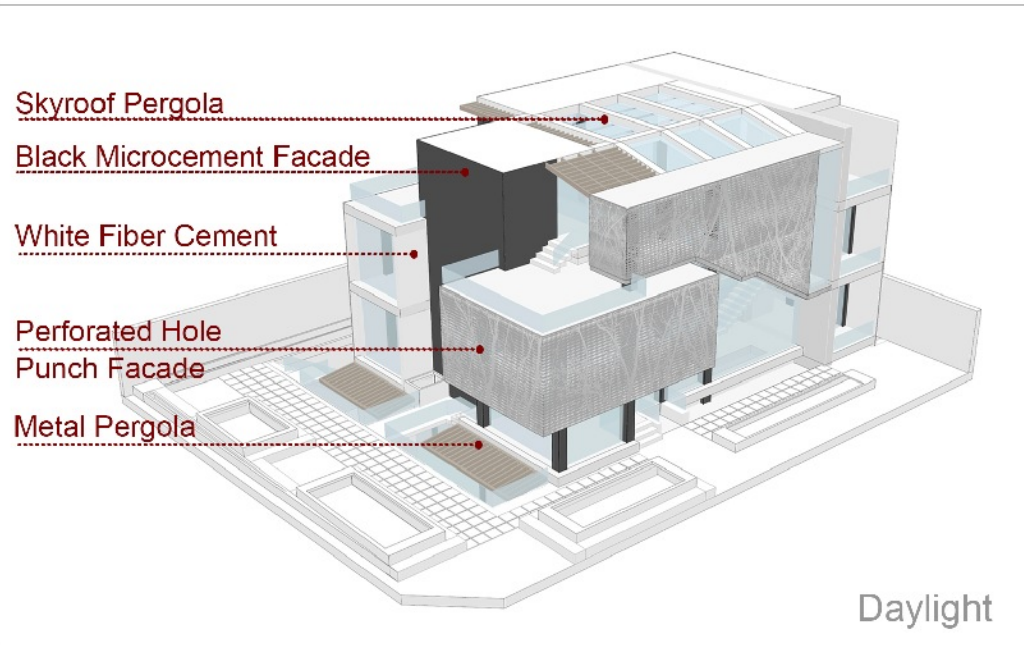 Skyroof Pergola
Black Microcement Facade
White Fiber Cement
Perforated Hole
Punch Facade
Metal Pergola
Daylight